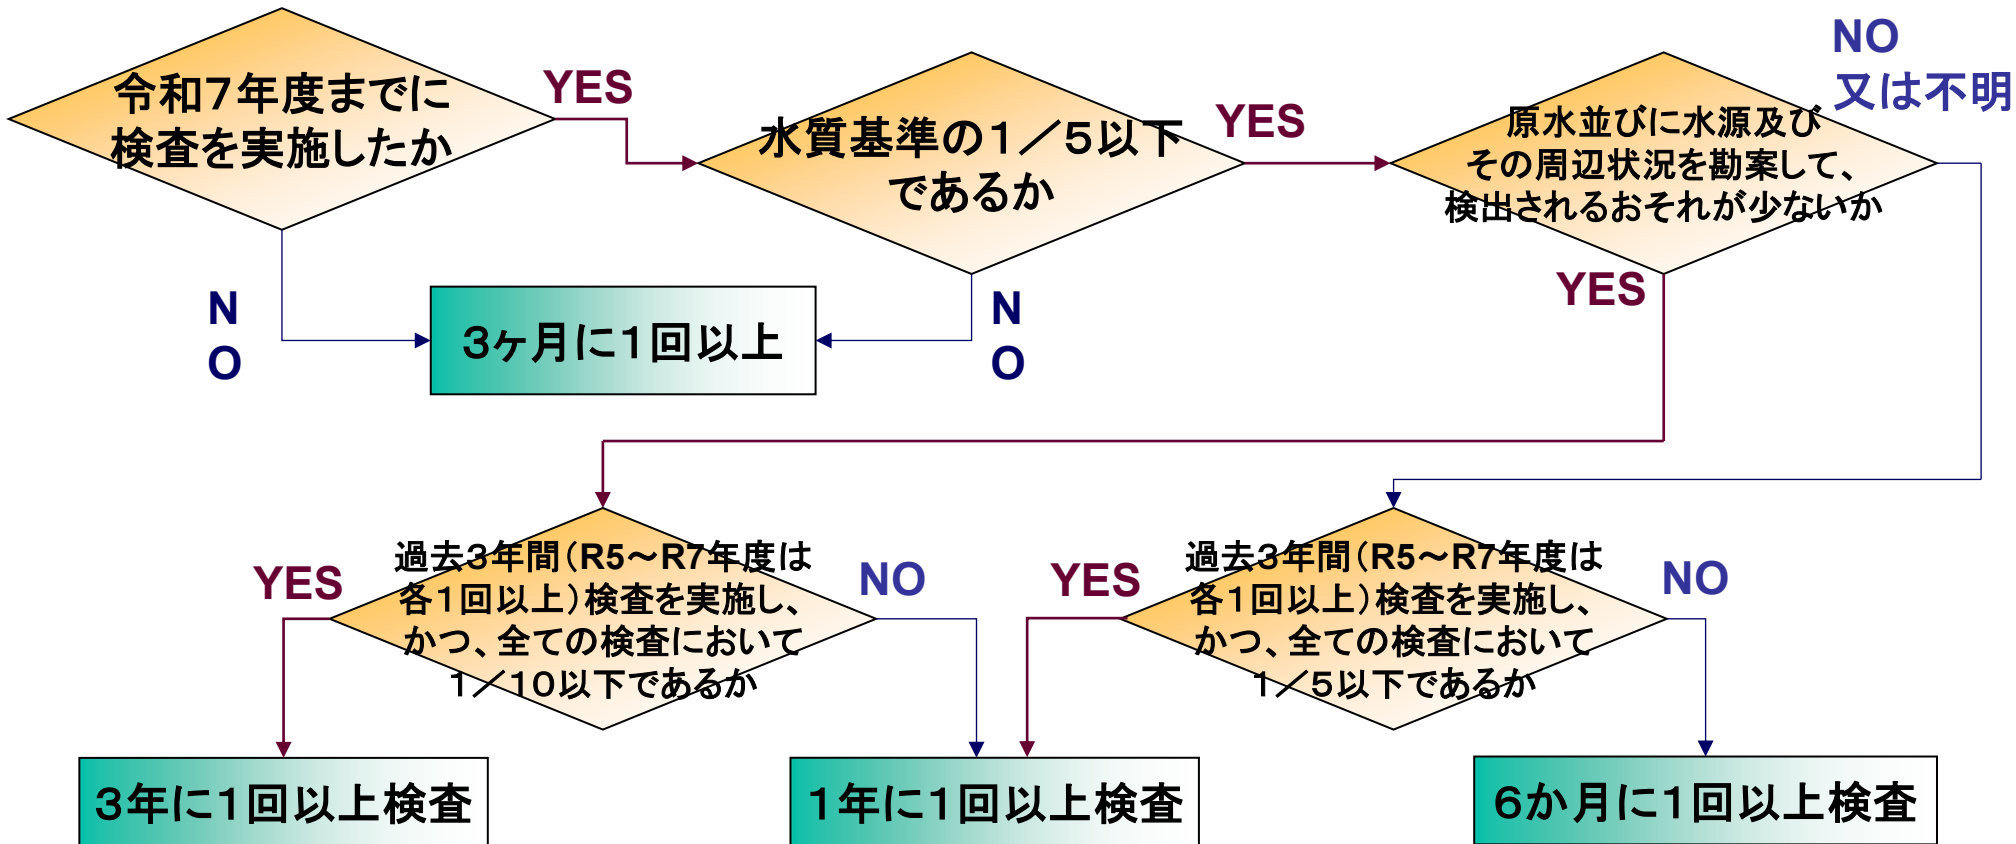 令和７年度までに
検査を実施したか
YES
水質基準の１／５以下
であるか
YES
原水並びに水源及び
その周辺状況を勘案して、
検出されるおそれが少ないか
NO
又は不明
N
O
３ヶ月に１回以上
N
O
YES
YES
過去３年間（R5～R7年度は
各１回以上）検査を実施し、
かつ、全ての検査において
１／１０以下であるか
NO
YES
過去３年間（R5～R7年度は
各１回以上）検査を実施し、
かつ、全ての検査において
１／５以下であるか
NO
３年に１回以上検査
１年に１回以上検査
６か月に１回以上検査